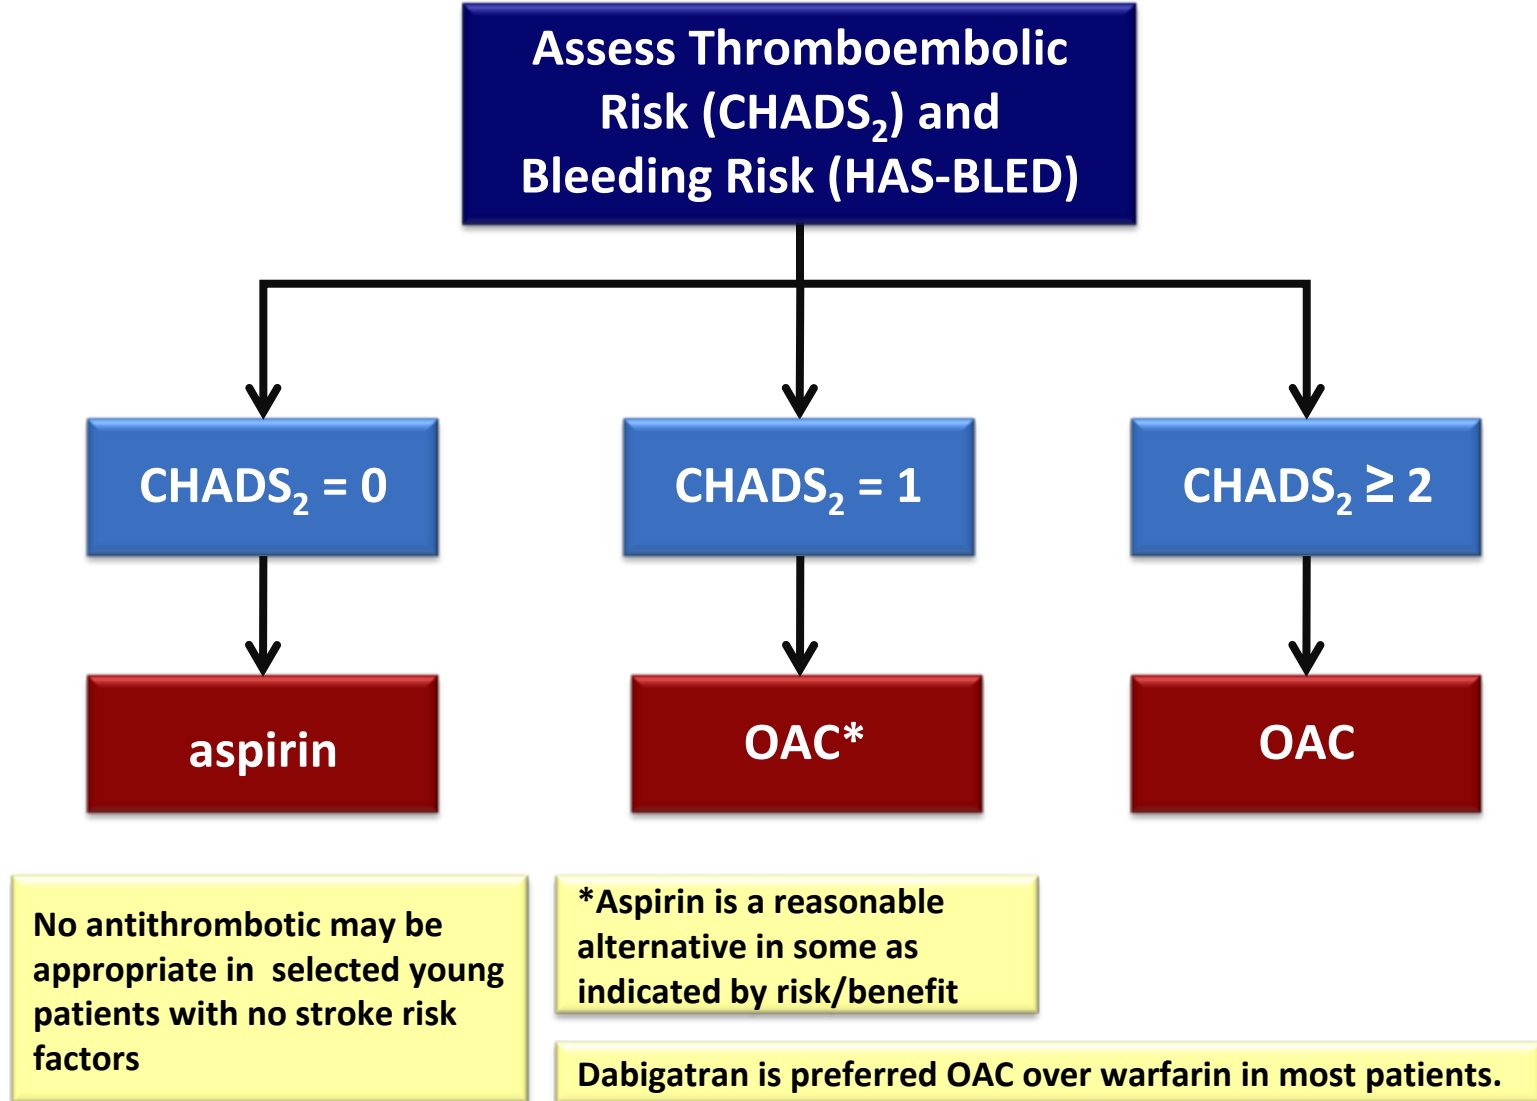 Assess Thromboembolic
Risk (CHADS₂) and
Bleeding Risk (HAS-BLED)
CHADS₂ = 0
CHADS₂ = 1
CHADS₂ ≥ 2
aspirin
OAC*
OAC
No antithrombotic may be
appropriate in selected young
patients with no stroke risk
factors
*Aspirin is a reasonable
alternative in some as
indicated by risk/benefit
Dabigatran is preferred OAC over warfarin in most patients.